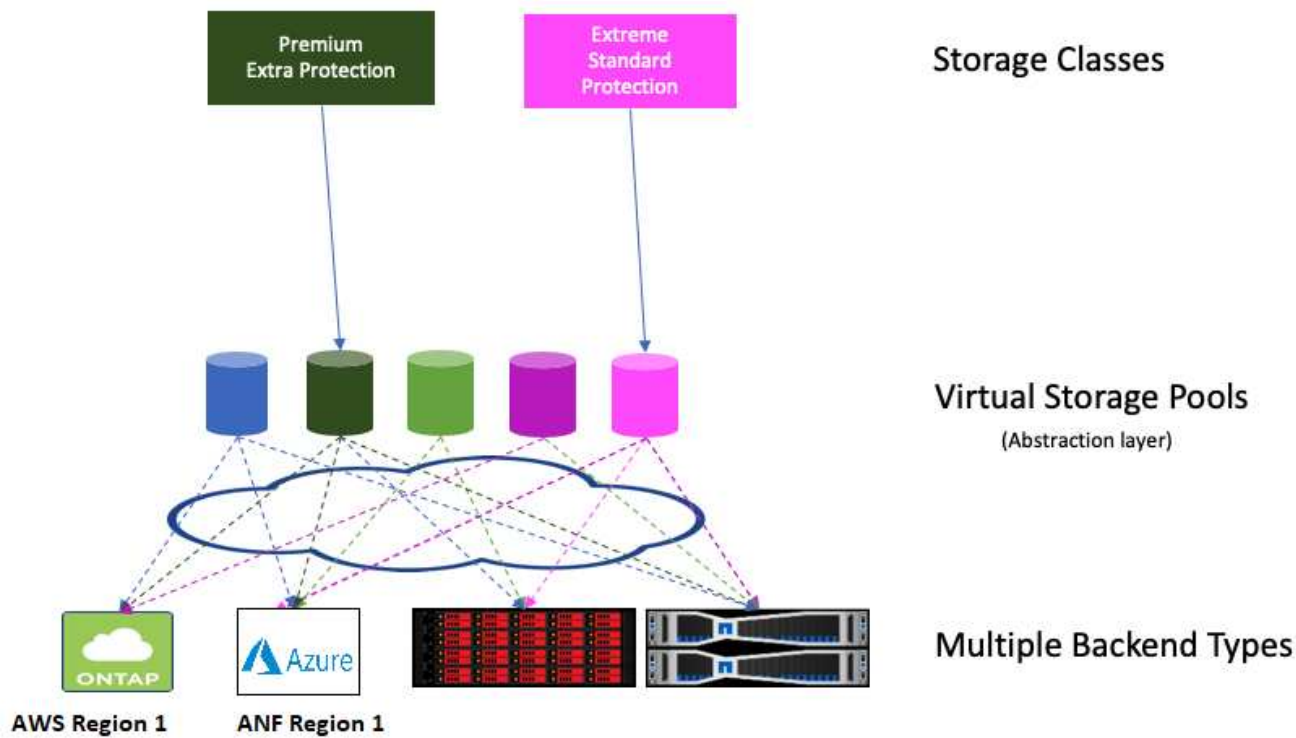 Premium
Extra Protection
Extreme
Standard
Protection
Storage Classes
Virtual Storage Pools
(Abstraction layer)
ONTAP
Azure
Multiple Backend Types
AWS Region 1
ANF Region 1